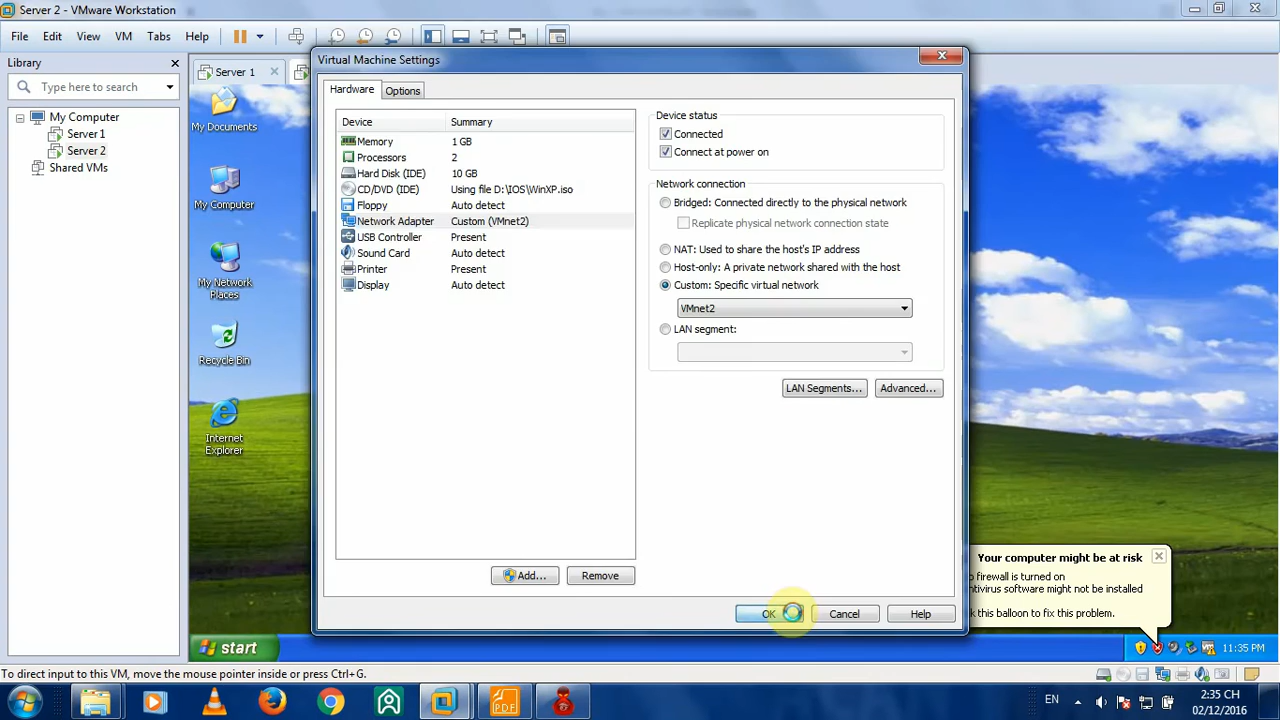 Server 2 - VMware Workstation
File Edit View VM Tabs Help
Library
Type here to search
My Computer
Server 1
Server 2
Shared VMs
Server 1
My Documents
My Computer
My Network
Places
Recycle Bin
Internet
Explorer
Virtual Machine Settings
Hardware Options
Device Summary
Memory 1 GB
Processors 2
Hard Disk (IDE) 10 GB
CD/DVD (IDE) Using file D:\IOS\WinXP.iso
Floppy Auto detect
Network Adapter Custom (VMnet2)
USB Controller Present
Sound Card Auto detect
Printer Present
Display Auto detect
Add... Remove
Device status
Connected
Connect at power on
Network connection
Bridged: Connected directly to the physical network
Replicate physical network connection state
NAT: Used to share the host's IP address
Host-only: A private network shared with the host
Custom: Specific virtual network
VMnet2
LAN segment:
LAN Segments... Advanced...
OK Cancel Help
Your computer might be at risk
o firewall is turned on
ntivirus software might not be installed
k this balloon to fix this problem.
start
11:35 PM
To direct input to this VM, move the mouse pointer inside or press Ctrl+G.
PDF
EN
2:35 CH
02/12/2016